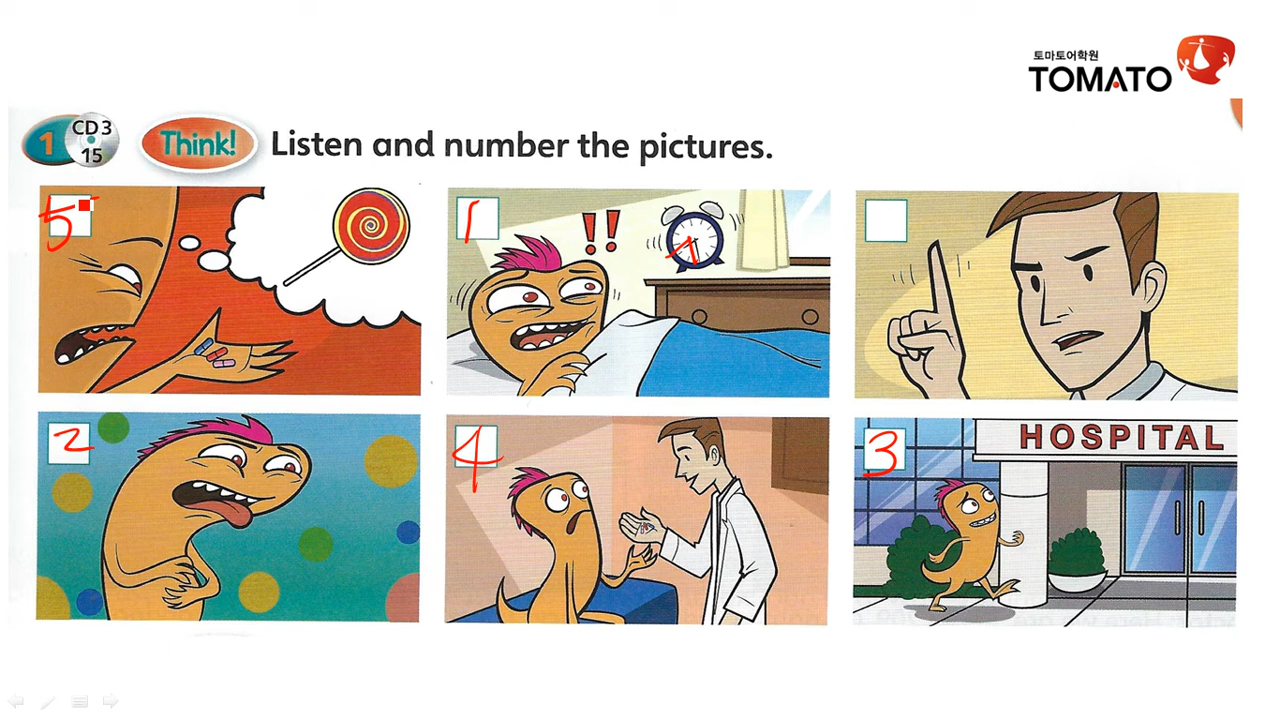 토마토어학원
TOMATO
1 CD 3 15 Think! Listen and number the pictures.
5
1
!!
1
2
4
3
HOSPITAL